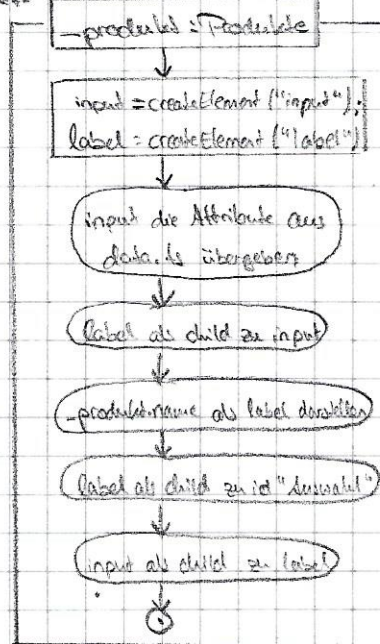 _produkt : Produkte
input = createElement ("input");
label = createElement ("label")
input die Attribute aus
data.ts übergeben
label als child zu input
_produkt.name als label darstellen
label als child zu id "Auswahl"
input als child zu label